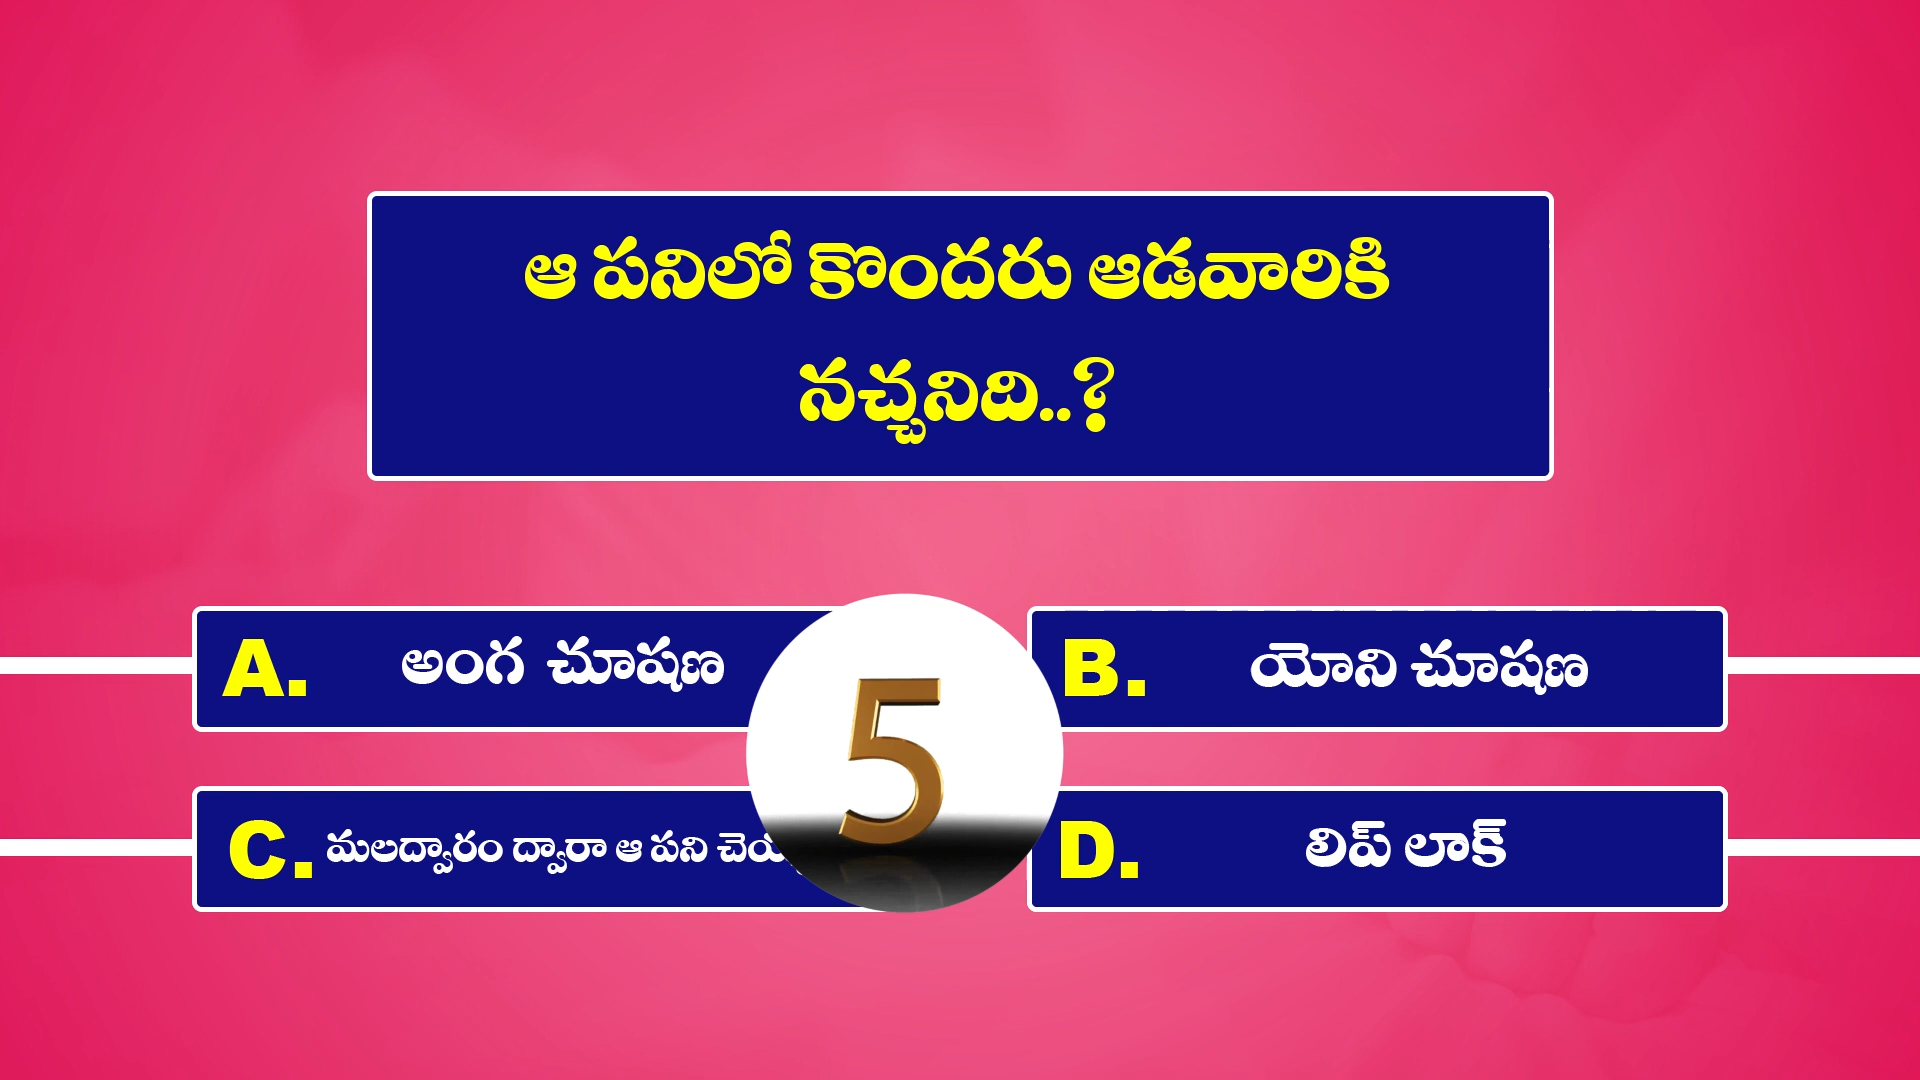 ఆ పనిలో కొందరు ఆడవారికి
నచ్చనిది..?
A. అంగ చూషణ
B. యోని చూషణ
5
C. మలద్వారం ద్వారా ఆ పని
D. లిప్ లాక్